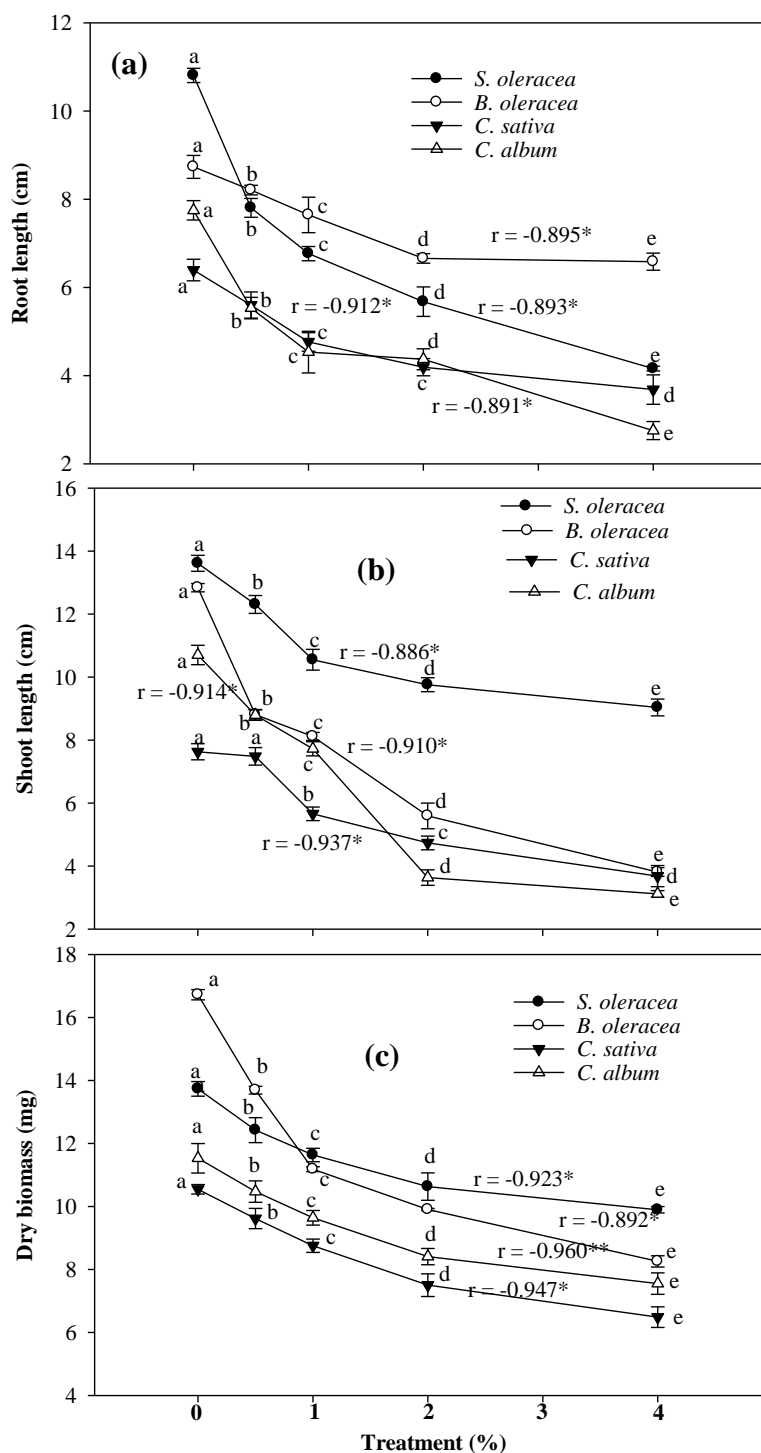 12
10
8
6
4
2
Root length (cm)
(a)
S. oleracea
B. oleracea
C. sativa
C. album
a
a
b
a
b
c
d
e
a
b
b
c
c
c
d
d
c
e
d
e
r = -0.895*
r = -0.912*
r = -0.893*
r = -0.891*
16
14
12
10
8
6
4
2
Shoot length (cm)
(b)
S. oleracea
B. oleracea
C. sativa
C. album
a
a
b
a
b
b
a
c
c
c
b
d
d
c
d
e
e
d
e
r = -0.886*
r = -0.914*
r = -0.910*
r = -0.937*
18
16
14
12
10
8
6
4
Dry biomass (mg)
(c)
S. oleracea
B. oleracea
C. sativa
C. album
a
a
b
b
a
c
c
d
a
b
b
c
c
d
d
e
e
e
e
r = -0.923*
r = -0.892*
r = -0.960**
r = -0.947*
0
1
2
3
4
Treatment (%)